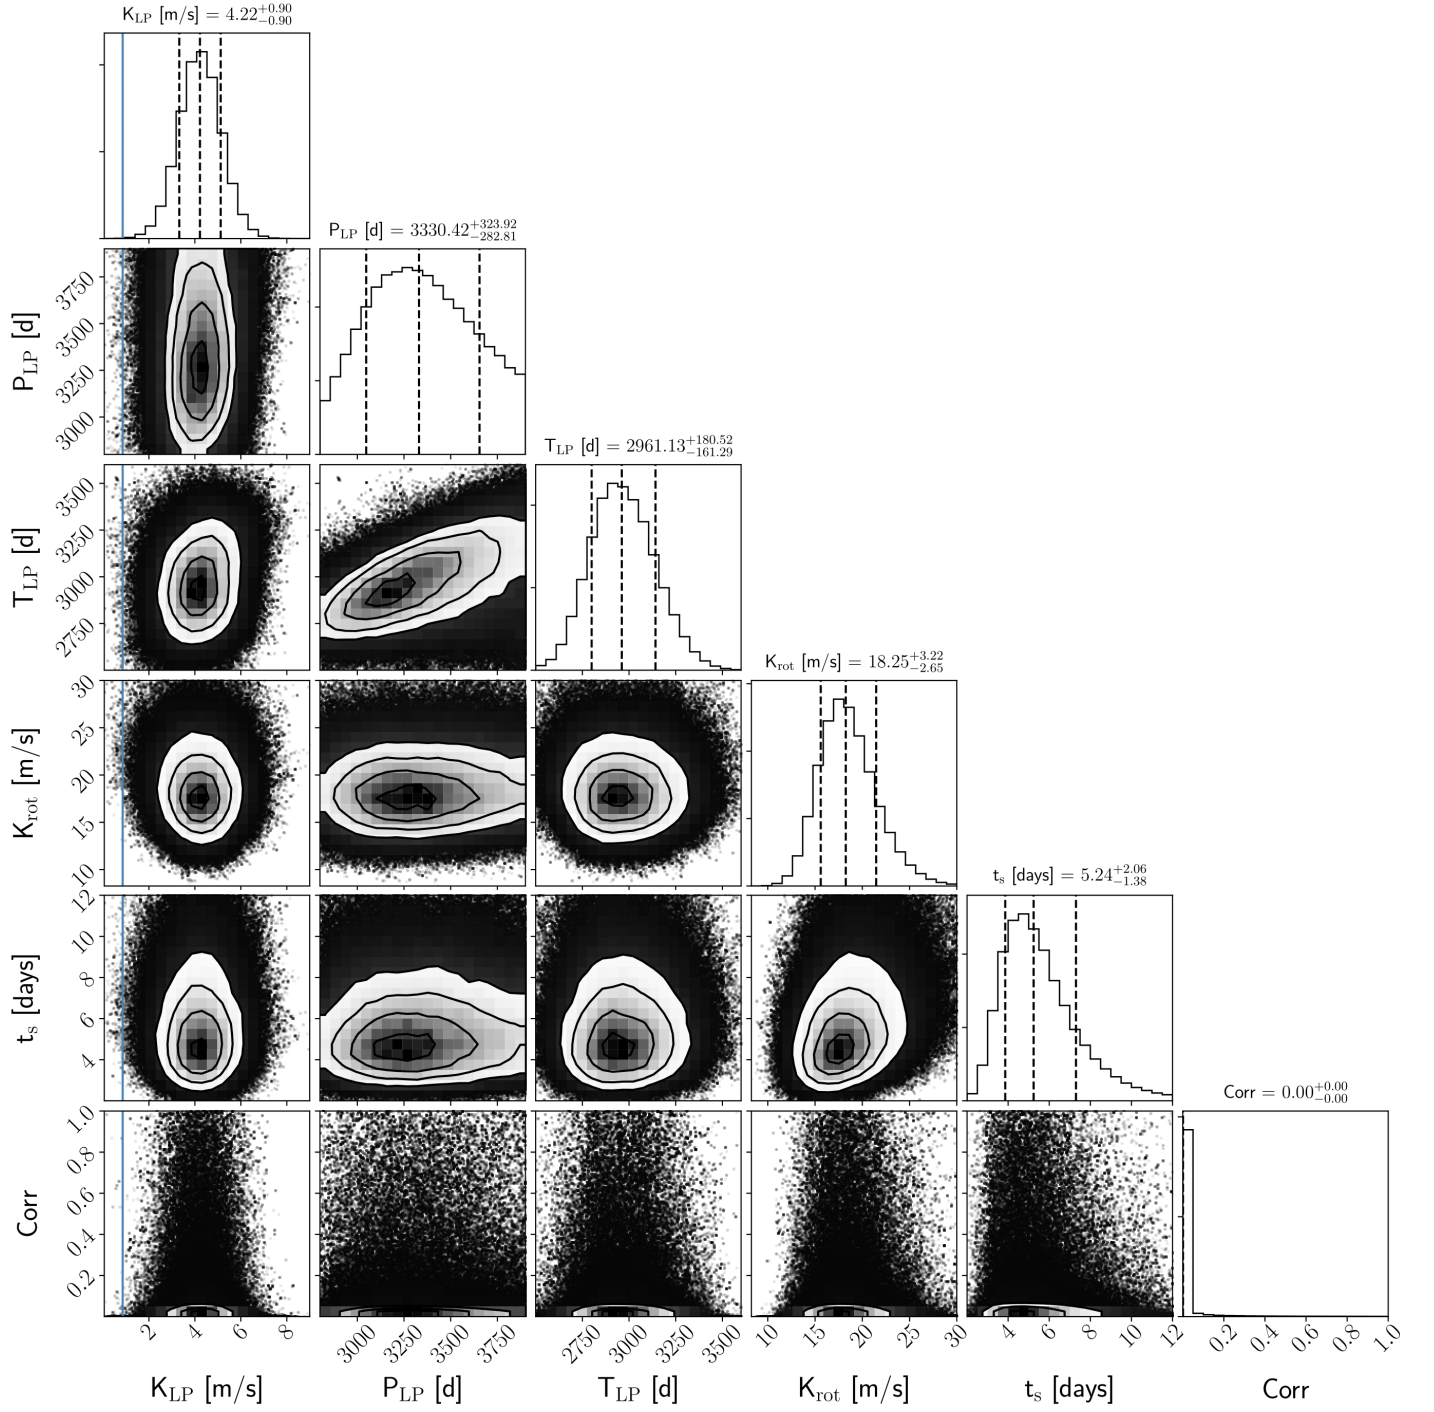 K_LP [m/s] = 4.22^{+0.90}_{−0.90}
P_LP [d] = 3330.42^{+323.92}_{−282.81}
P_LP [d]
3750
3500
3250
3000
T_LP [d] = 2961.13^{+180.52}_{−161.29}
T_LP [d]
3500
3250
3000
2750
K_rot [m/s] = 18.25^{+3.22}_{−2.65}
K_rot [m/s]
30
25
20
15
10
t_s [days] = 5.24^{+2.06}_{−1.38}
t_s [days]
12
10
8
6
4
Corr = 0.00^{+0.00}_{−0.00}
Corr
1.0
0.8
0.6
0.4
0.2
2 4 6 8 3000 3250 3500 3750 2750 3000 3250 3500 10 15 20 25 30 4 6 8 10 12 0.2 0.4 0.6 0.8 1.0
K_LP [m/s] P_LP [d] T_LP [d] K_rot [m/s] t_s [days] Corr